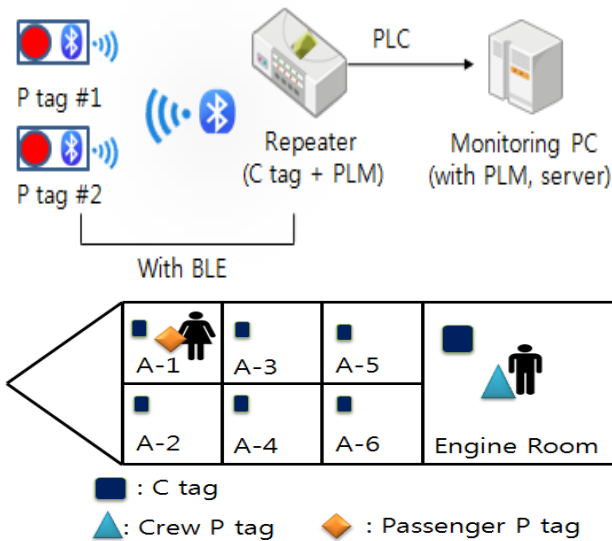 P tag #1
P tag #2
PLC
Repeater
(C tag + PLM)
Monitoring PC
(with PLM, server)
With BLE
A-1
A-3
A-5
A-2
A-4
A-6
Engine Room
: C tag
: Crew P tag
: Passenger P tag